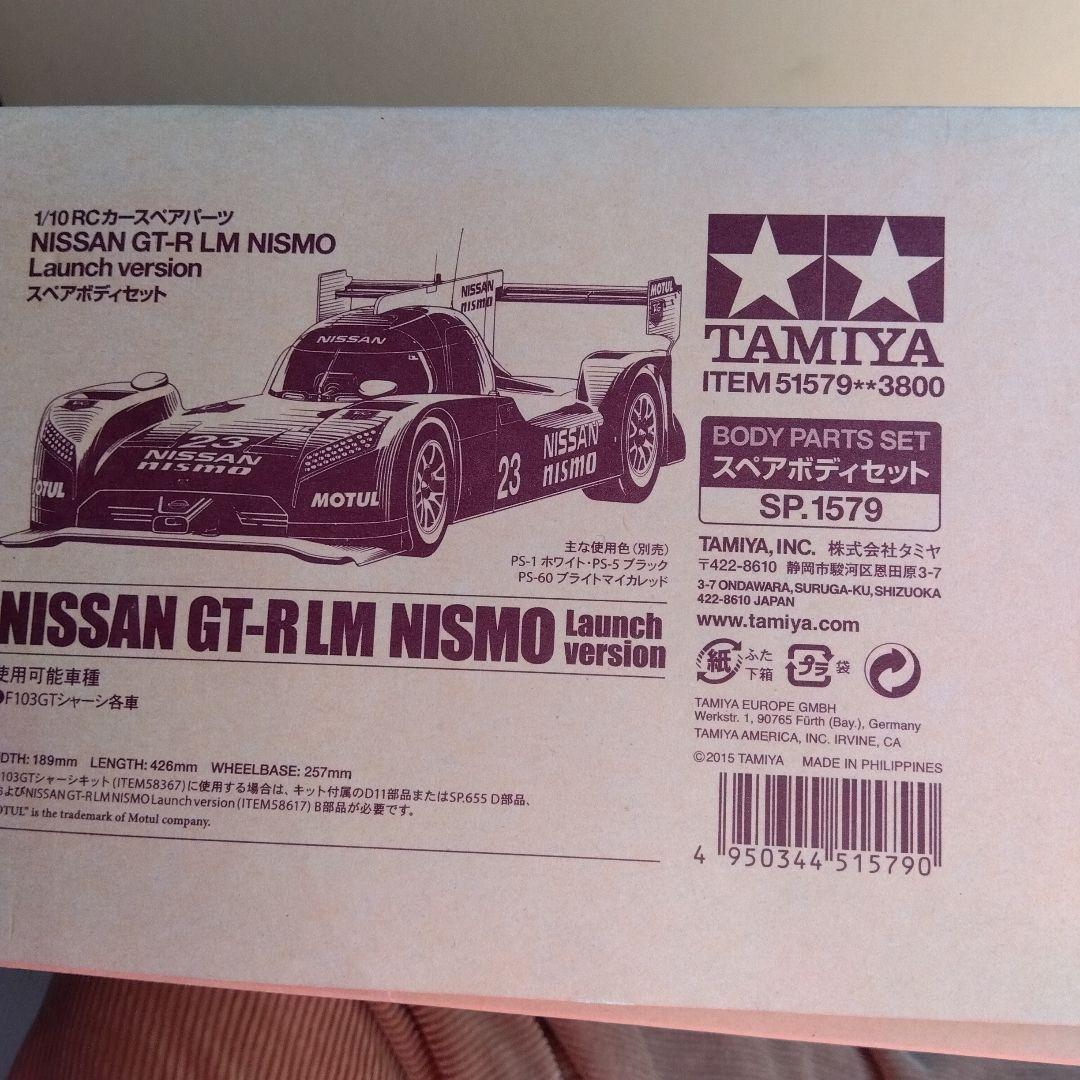 1/10 RCカースペアパーツ
NISSAN GT-R LM NISMO
Launch version
スペアボディセット
NISSAN
nismo
MOTUL
23
NISSAN
23
NISSAN
nismo
MOTUL
OTUL
23
NISSAN
nismo
主な使用色(別売)
PS-1 ホワイト・PS-5 ブラック
PS-60 ブライトマイカレッド
NISSAN GT-R LM NISMO Launch version
使用可能車種
●F103GTシャーシ各車
DTH: 189mm LENGTH: 426mm WHEELBASE: 257mm
103GTシャーシキット(ITEM58367)に使用する場合は、キット付属のD11部品またはSP.655 D部品、
およびNISSAN GT-R LM NISMO Launch version (ITEM58617) B部品が必要です。
OTUL" is the trademark of Motul company.
TAMIYA
ITEM 51579**3800
BODY PARTS SET
スペアボディセット
SP.1579
TAMIYA, INC. 株式会社タミヤ
〒422-8610 静岡市駿河区恩田原3-7
3-7 ONDAWARA, SURUGA-KU, SHIZUOKA
422-8610 JAPAN
www.tamiya.com
紙 ふた 下箱 プラ 袋
TAMIYA EUROPE GMBH
Werkstr. 1, 90765 Fürth (Bay.), Germany
TAMIYA AMERICA, INC. IRVINE, CA
©2015 TAMIYA MADE IN PHILIPPINES
4 950344 515790